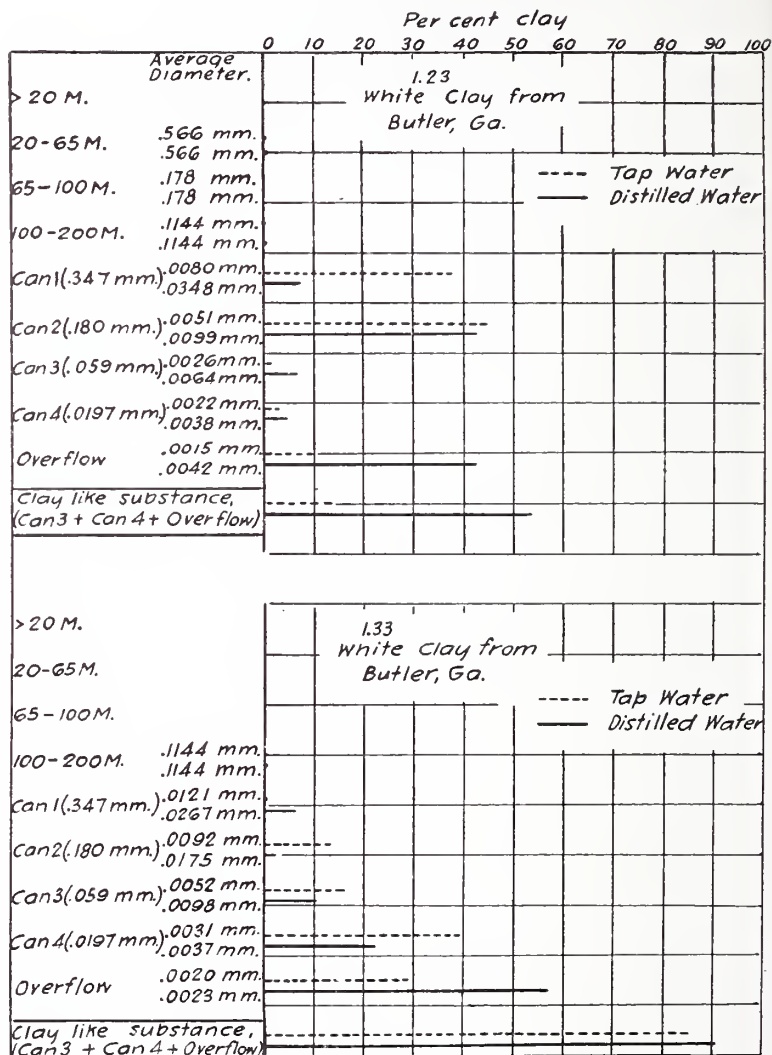 Per cent clay
0 10 20 30 40 50 60 70 80 90 100
Average
Diameter.
1.23
White Clay from
Butler, Ga.
---- Tap Water
— Distilled Water
> 20 M.
20-65 M. .566 mm.
.566 mm.
65-100 M. .178 mm.
.178 mm.
100-200 M. .1144 mm.
.1144 mm.
Can 1 (.347 mm.) .0080 mm.
.0348 mm.
Can 2 (.180 mm.) .0051 mm.
.0099 mm.
Can 3 (.059 mm.) .0026 mm.
.0064 mm.
Can 4 (.0197 mm.) .0022 mm.
.0038 mm.
Overflow .0015 mm.
.0042 mm.
Clay like substance,
(Can 3 + Can 4 + Overflow)
1.33
White Clay from
Butler, Ga.
---- Tap Water
— Distilled Water
> 20 M.
20-65 M.
65-100 M.
100-200 M. .1144 mm.
.1144 mm.
Can 1 (.347 mm.) .0121 mm.
.0267 mm.
Can 2 (.180 mm.) .0092 mm.
.0175 mm.
Can 3 (.059 mm.) .0052 mm.
.0098 mm.
Can 4 (.0197 mm.) .0031 mm.
.0037 mm.
Overflow .0020 mm.
.0023 mm.
Clay like substance,
(Can 3 + Can 4 + Overflow)